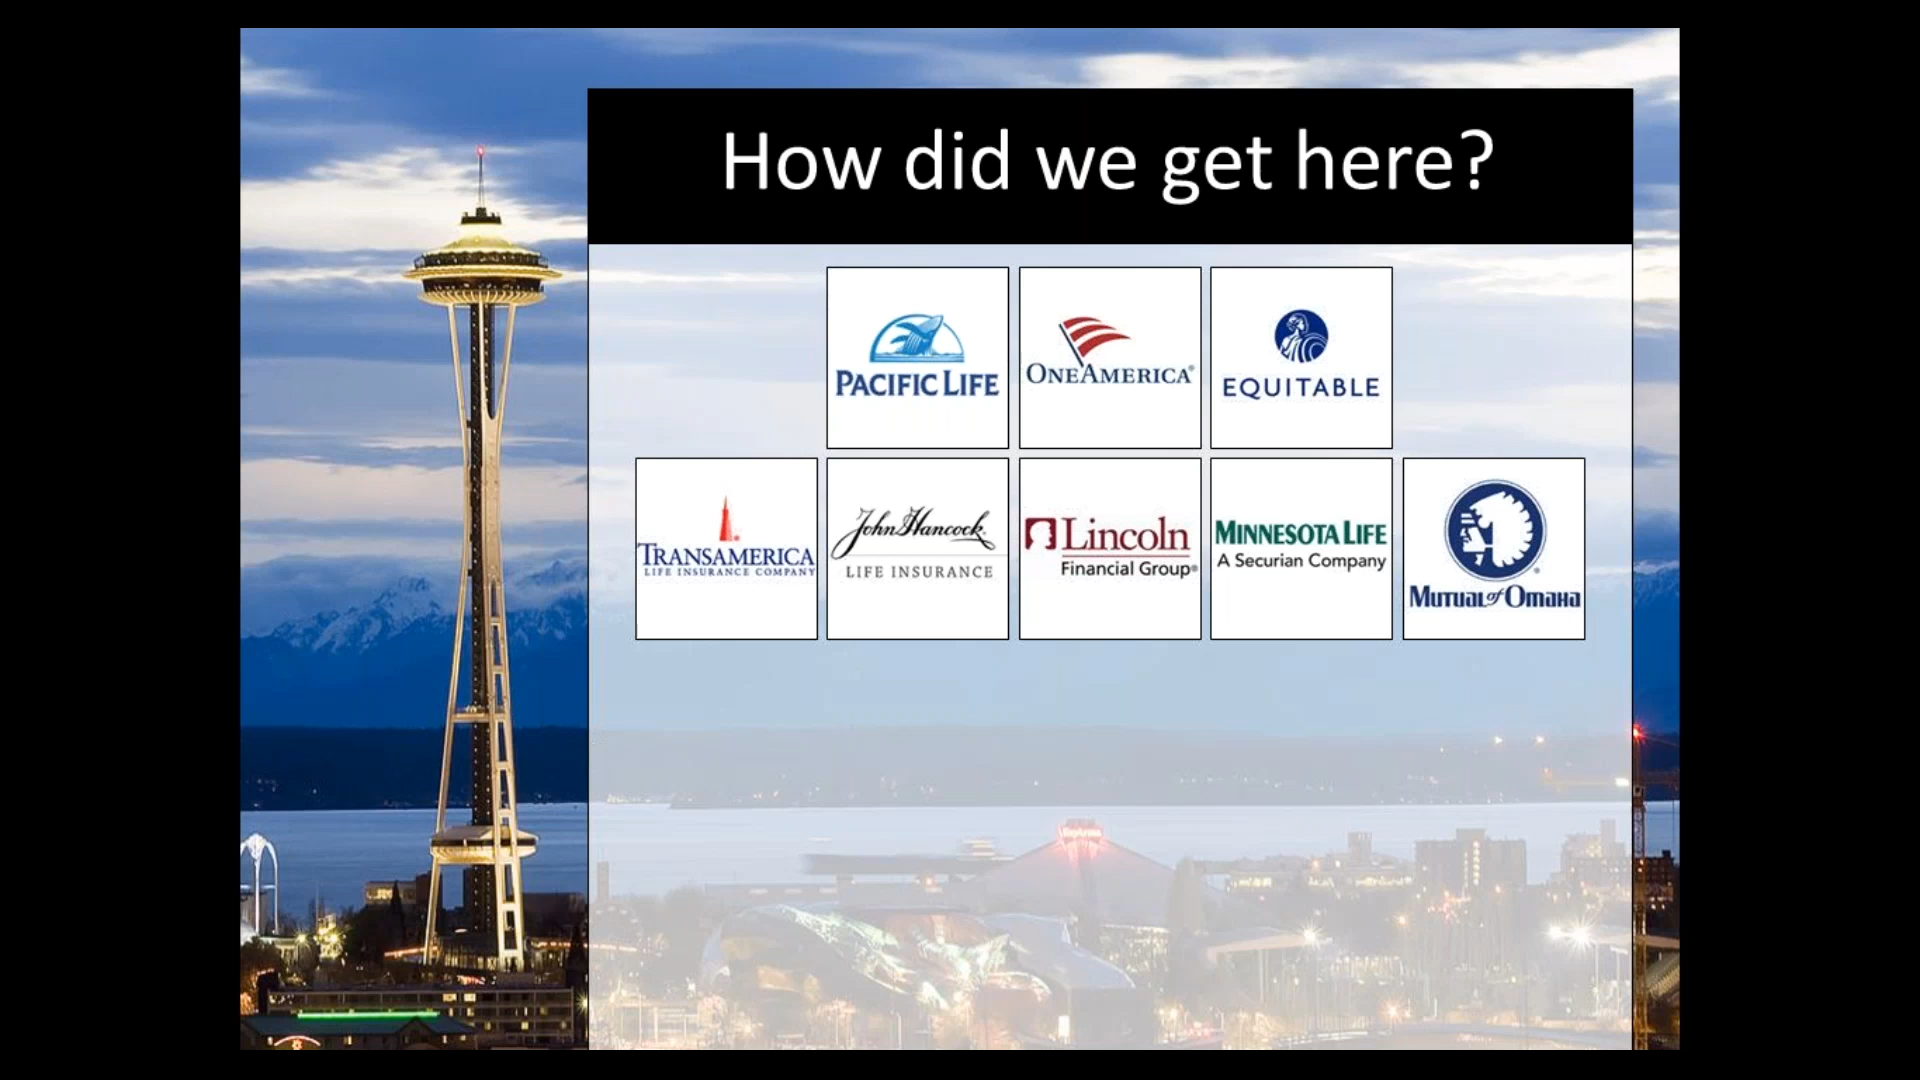 How did we get here?
PACIFIC LIFE
ONEAMERICA®
EQUITABLE
TRANSAMERICA
LIFE INSURANCE COMPANY
John Hancock
LIFE INSURANCE
Lincoln
Financial Group®
MINNESOTA LIFE
A Securian Company
MUTUAL of OMAHA